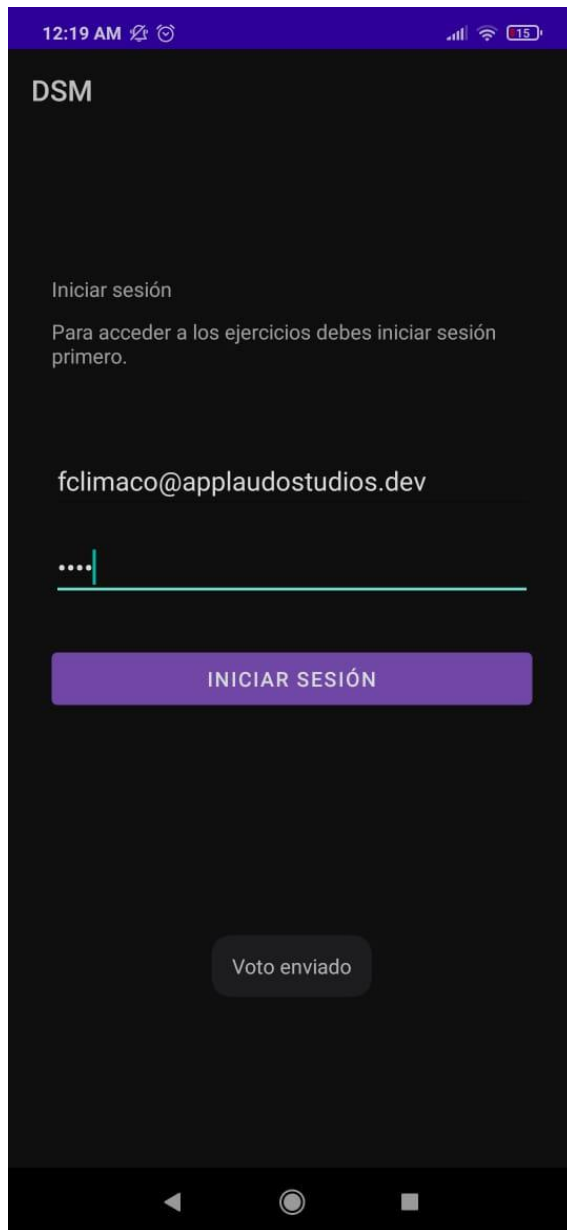 12:19 AM
15
DSM
Iniciar sesión
Para acceder a los ejercicios debes iniciar sesión
primero.
fclimaco@applaudostudios.dev
••••
INICIAR SESIÓN
Voto enviado